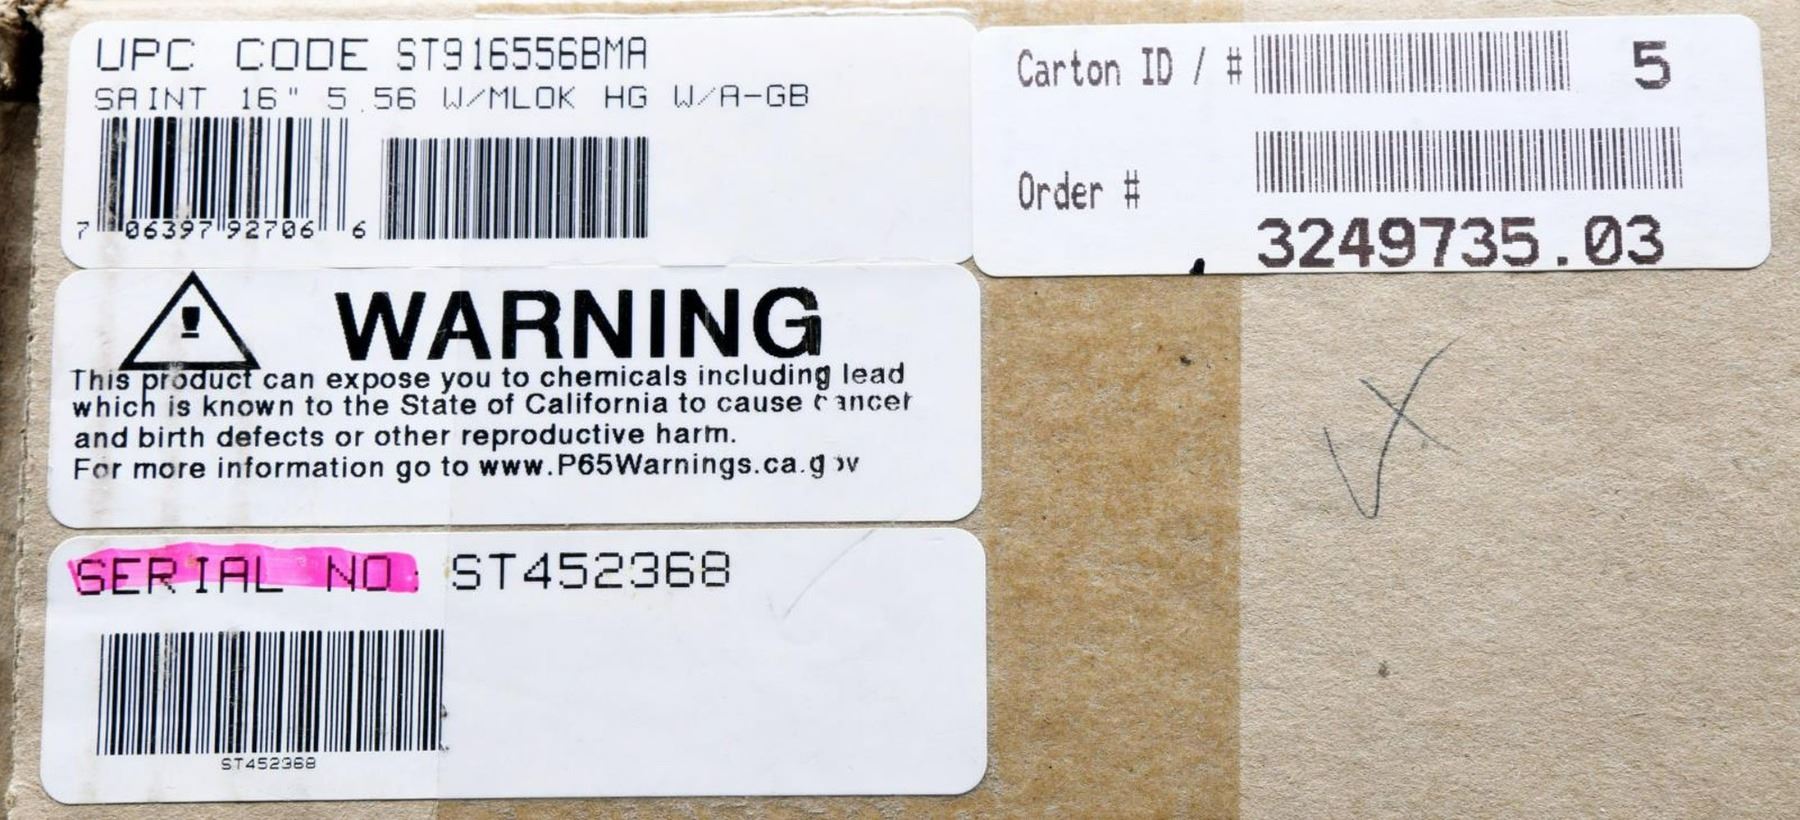 UPC CODE ST916556BMA
SAINT 16" 5.56 W/MLOK HG W/A-GB
7 06397 92706 6
WARNING
This product can expose you to chemicals including lead
which is known to the State of California to cause cancer
and birth defects or other reproductive harm.
For more information go to www.P65Warnings.ca.gov
SERIAL NO: ST452368
ST452368
Carton ID / # 5
Order #
3249735.03